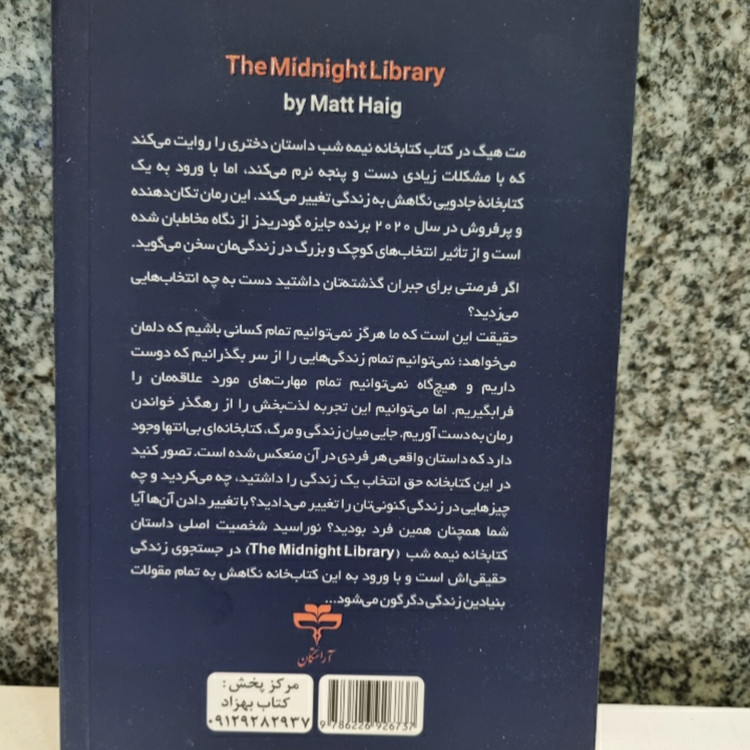 The Midnight Library
by Matt Haig
مت هیگ در کتاب کتابخانه نیمه شب داستان دختری را روایت می‌کند
که با مشکلات زیادی دست و پنجه نرم می‌کند، اما با ورود به یک
کتابخانهٔ جادویی نگاهش به زندگی تغییر می‌کند. این رمان تکان‌دهنده
و پرفروش در سال ۲۰۲۰ برنده جایزه گودریدز از نگاه مخاطبان شده
است و از تأثیر انتخاب‌های کوچک و بزرگ در زندگی‌مان سخن می‌گوید.
اگر فرصتی برای جبران گذشته‌تان داشتید دست به چه انتخاب‌هایی
می‌زدید؟
حقیقت این است که ما هرگز نمی‌توانیم تمام کسانی باشیم که دلمان
می‌خواهد؛ نمی‌توانیم تمام زندگی‌هایی را از سر بگذرانیم که دوست
داریم و هیچ‌گاه نمی‌توانیم تمام مهارت‌های مورد علاقه‌مان را
فرابگیریم. اما می‌توانیم این تجربه لذت‌بخش را از رهگذر خواندن
رمان به دست آوریم. جایی میان زندگی و مرگ، کتابخانه‌ای بی‌انتها وجود
دارد که داستان واقعی هر فردی در آن منعکس شده است. تصور کنید
در این کتابخانه حق انتخاب یک زندگی را داشتید، چه می‌کردید و چه
چیزهایی در زندگی کنونی‌تان را تغییر می‌دادید؟ با تغییر دادن آن‌ها آیا
شما همچنان همین فرد بودید؟ نوراسید شخصیت اصلی داستان
کتابخانه نیمه شب (The Midnight Library) در جستجوی زندگی
حقیقی‌اش است و با ورود به این کتاب‌خانه نگاهش به تمام مقولات
بنیادین زندگی دگرگون می‌شود...
آراستگان
مرکز پخش:
کتاب بهزاد
۰۹۱۲۹۲۸۲۹۳۷
9 786226 926737